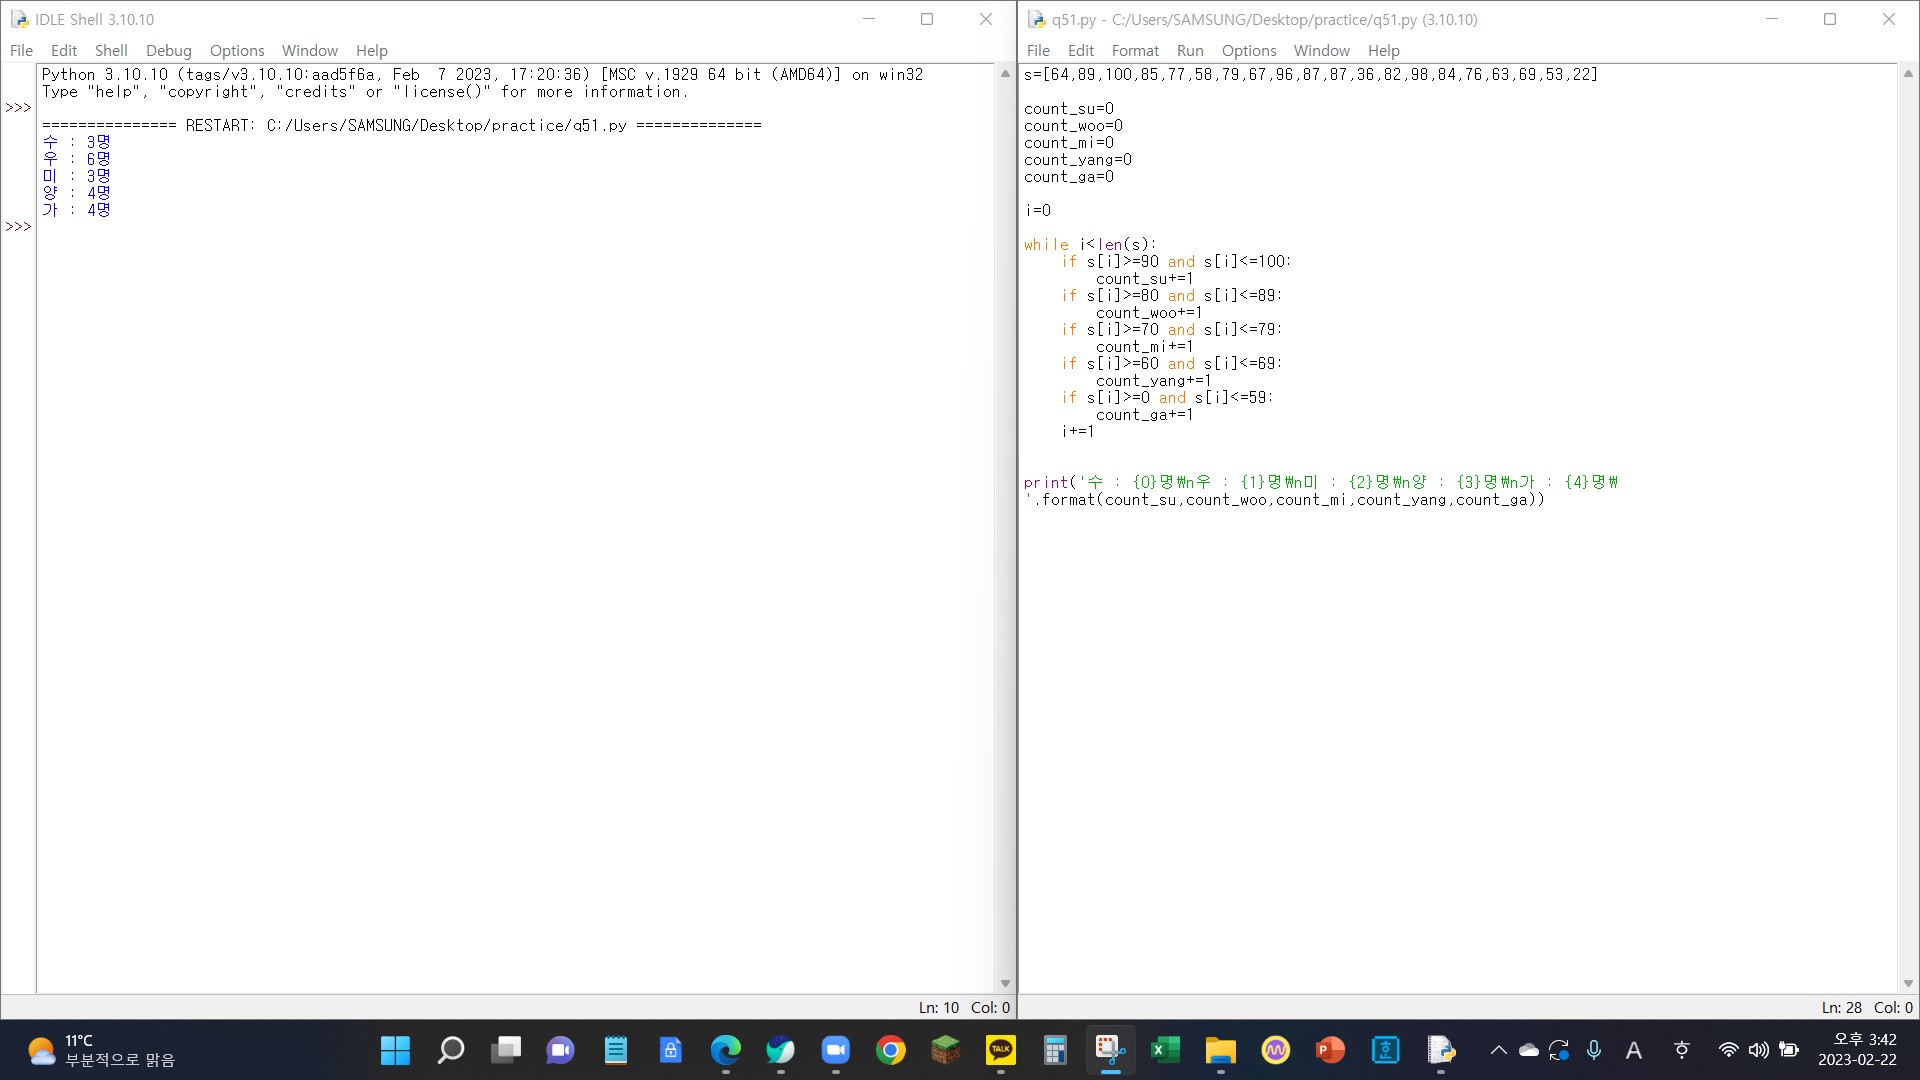 IDLE Shell 3.10.10
File Edit Shell Debug Options Window Help
Python 3.10.10 (tags/v3.10.10:aad5f6a, Feb  7 2023, 17:20:36) [MSC v.1929 64 bit (AMD64)] on win32
Type "help", "copyright", "credits" or "license()" for more information.
>>>
=============== RESTART: C:/Users/SAMSUNG/Desktop/practice/q51.py ==============
수 : 3명
우 : 6명
미 : 3명
양 : 4명
가 : 4명
>>>
Ln: 10 Col: 0
q51.py - C:/Users/SAMSUNG/Desktop/practice/q51.py (3.10.10)
File Edit Format Run Options Window Help
s=[64,89,100,85,77,58,79,67,96,87,87,36,82,98,84,76,63,69,53,22]
count_su=0
count_woo=0
count_mi=0
count_yang=0
count_ga=0
i=0
while i<len(s):
    if s[i]>=90 and s[i]<=100:
        count_su+=1
    if s[i]>=80 and s[i]<=89:
        count_woo+=1
    if s[i]>=70 and s[i]<=79:
        count_mi+=1
    if s[i]>=60 and s[i]<=69:
        count_yang+=1
    if s[i]>=0 and s[i]<=59:
        count_ga+=1
    i+=1
print('수 : {0}명₩n우 : {1}명₩n미 : {2}명₩n양 : {3}명₩n가 : {4}명₩
'.format(count_su,count_woo,count_mi,count_yang,count_ga))
Ln: 28 Col: 0
11°C
부분적으로 맑음
TALK
A
오후 3:42
2023-02-22